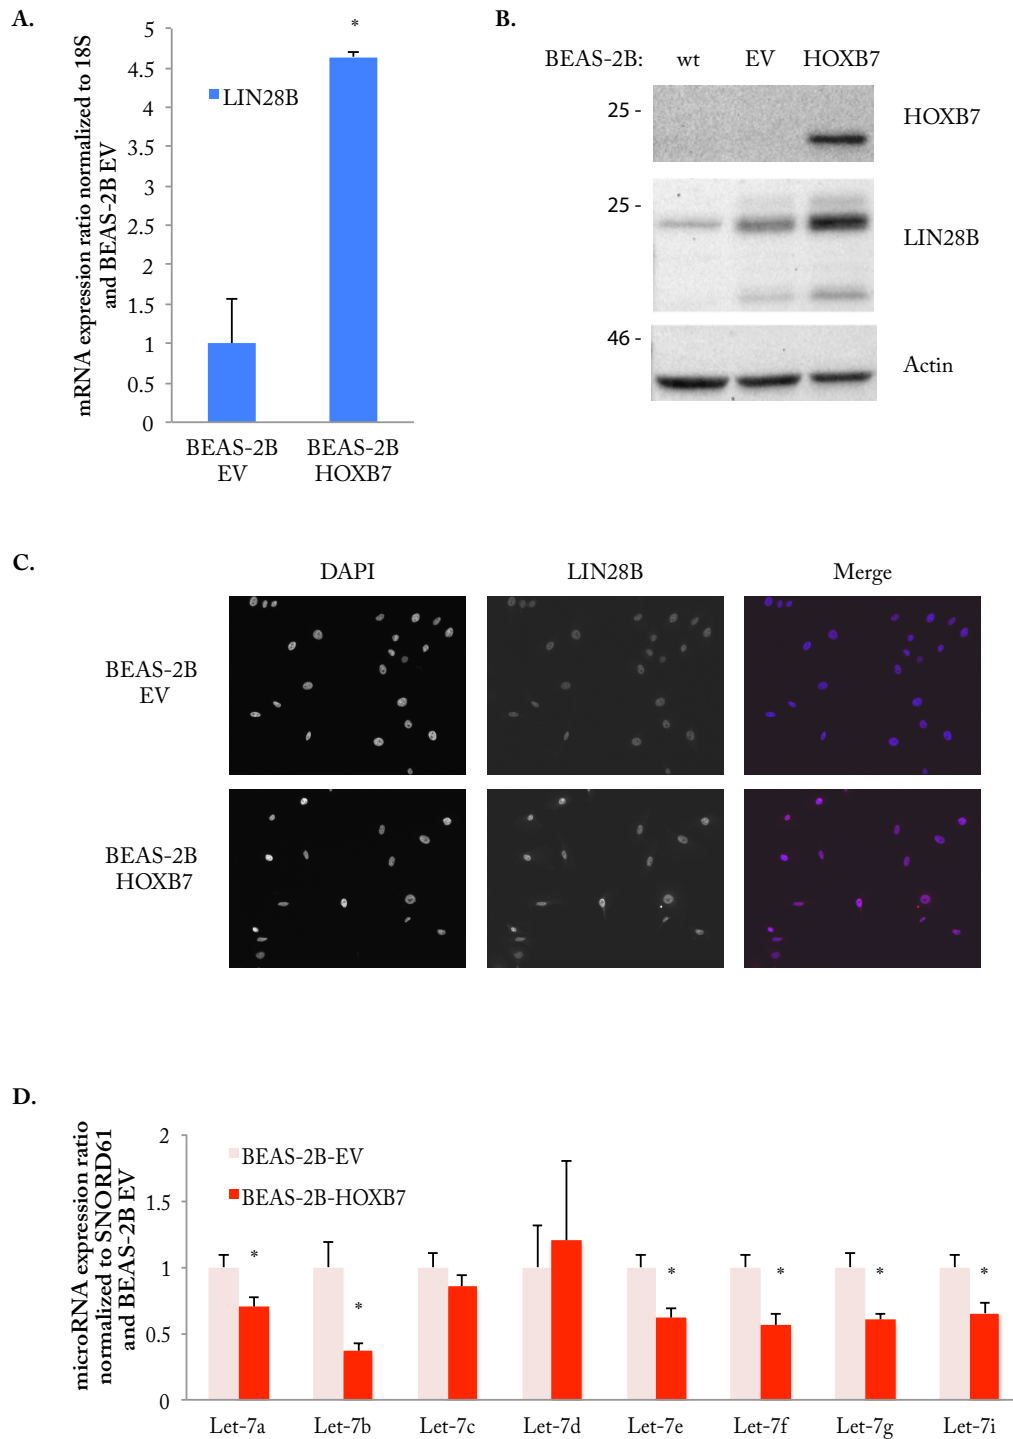 A.
mRNA expression ratio normalized to 18S
and BEAS-2B EV
5
4.5
4
3.5
3
2.5
2
1.5
1
0.5
0
*
LIN28B
BEAS-2B
EV
BEAS-2B
HOXB7
B.
BEAS-2B: wt EV HOXB7
25 -
HOXB7
25 -
LIN28B
46 -
Actin
C.
DAPI LIN28B Merge
BEAS-2B
EV
BEAS-2B
HOXB7
D.
microRNA expression ratio
normalized to SNORD61
and BEAS-2B EV
2
1.5
1
0.5
0
BEAS-2B-EV
BEAS-2B-HOXB7
* * * * * *
Let-7a Let-7b Let-7c Let-7d Let-7e Let-7f Let-7g Let-7i